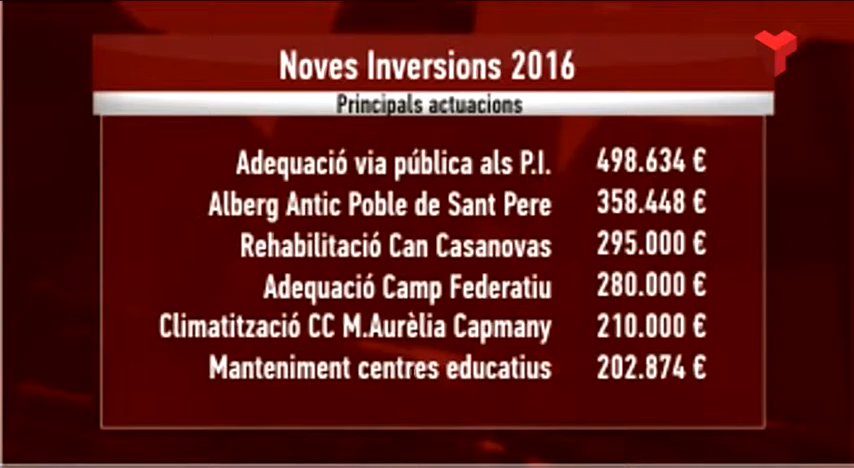 Noves Inversions 2016
Principals actuacions
Adequació via pública als P.I. 498.634 €
Alberg Antic Poble de Sant Pere 358.448 €
Rehabilitació Can Casanovas 295.000 €
Adequació Camp Federatiu 280.000 €
Climatització CC M.Aurèlia Capmany 210.000 €
Manteniment centres educatius 202.874 €